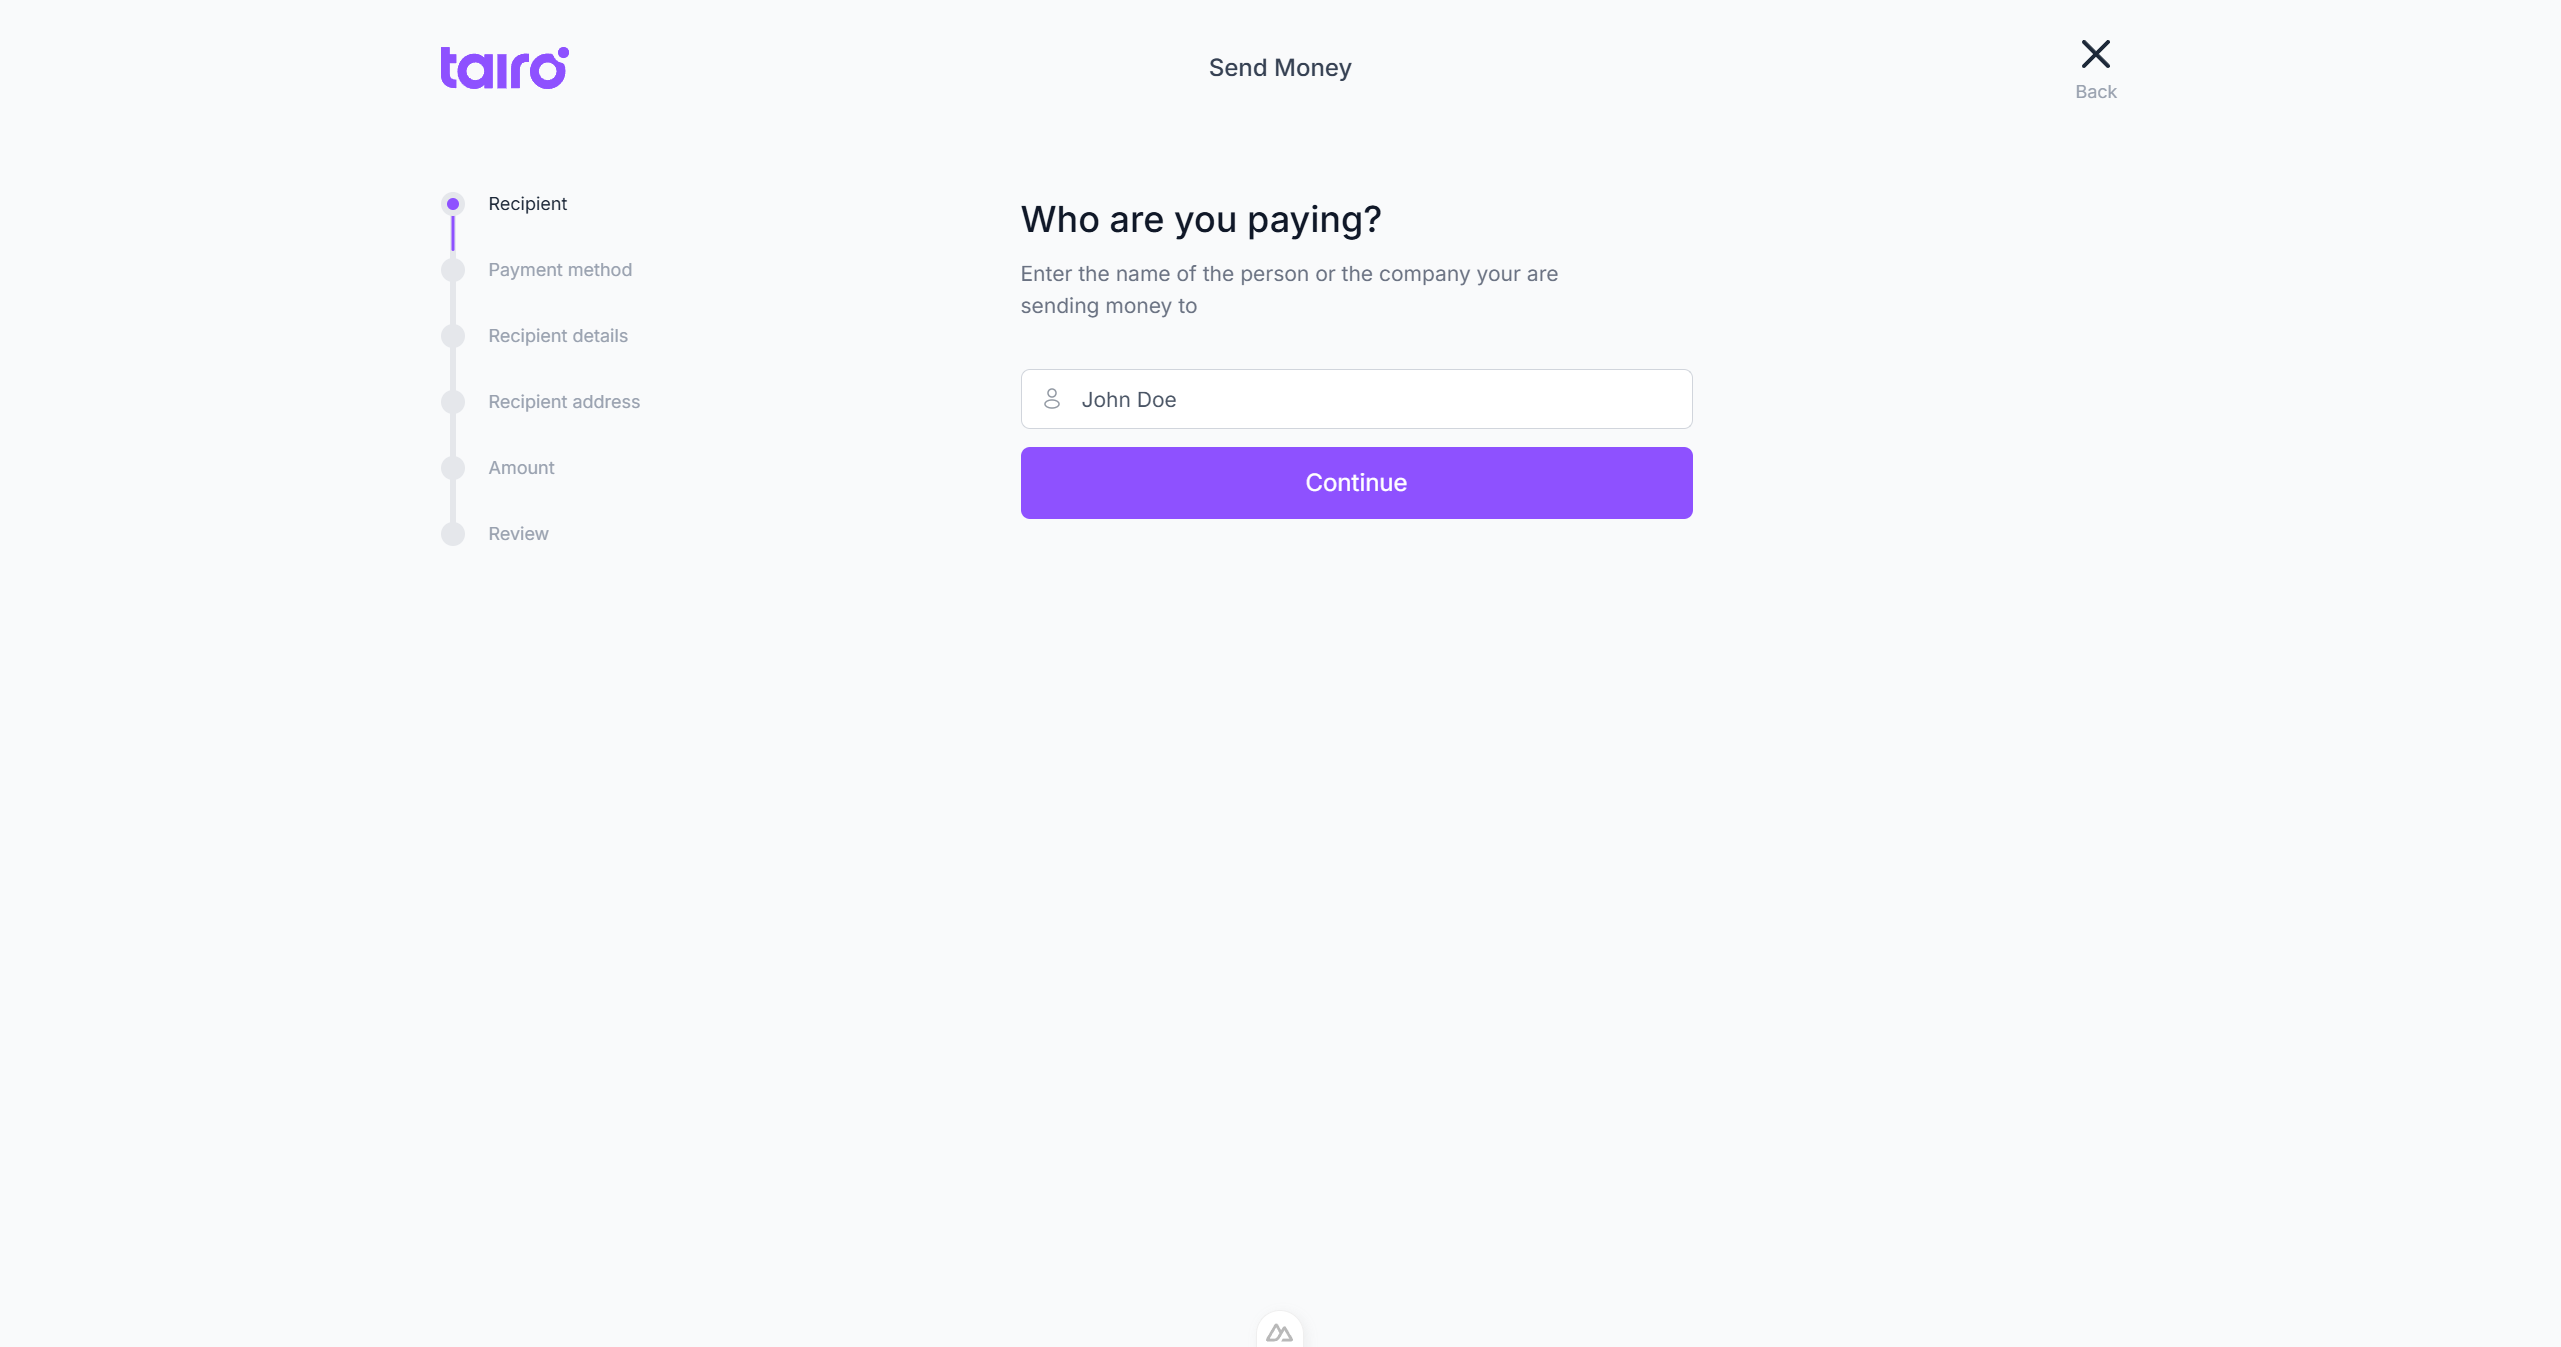 tairo
Send Money
Back
Recipient
Payment method
Recipient details
Recipient address
Amount
Review
Who are you paying?
Enter the name of the person or the company your are
sending money to
John Doe
Continue